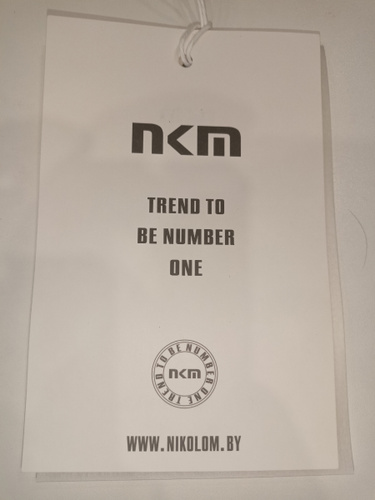 nkm
TREND TO
BE NUMBER
ONE
TREND TO BE NUMBER ONE
nkm
WWW.NIKOLOM.BY